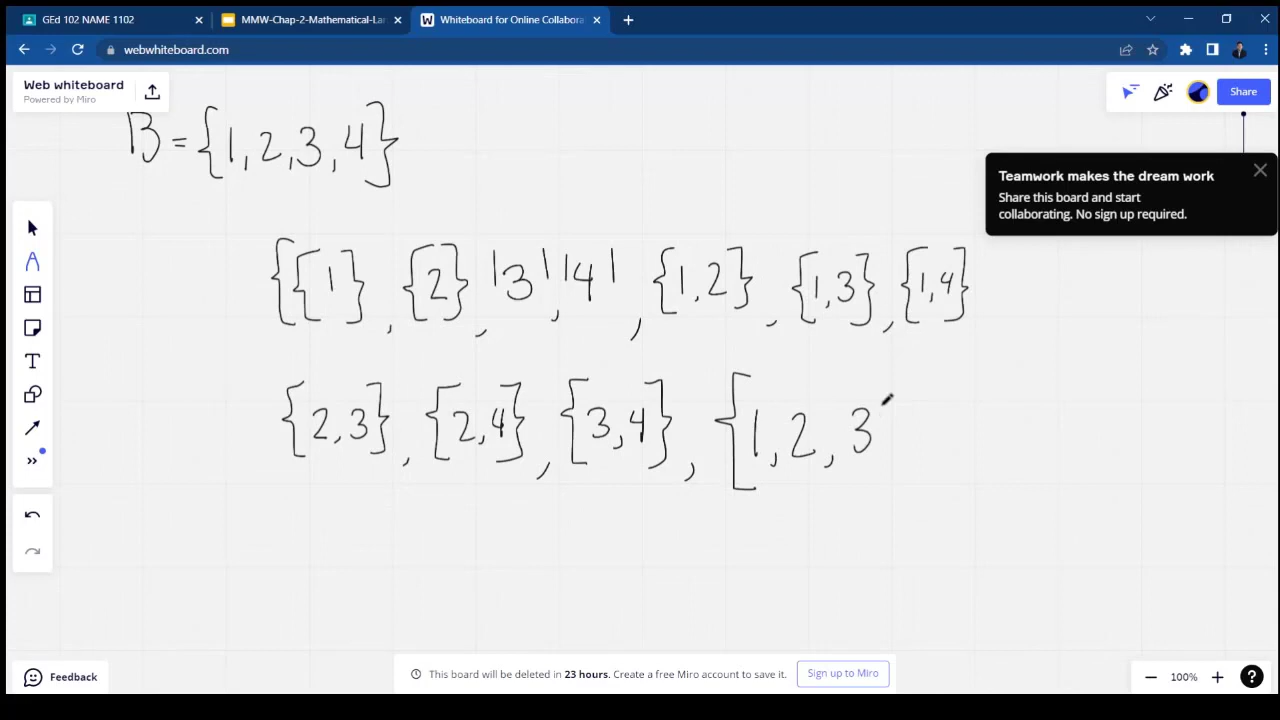 GEd 102 NAME 1102
MMW-Chap-2-Mathematical-Lan
Whiteboard for Online Collabora
webwhiteboard.com
Web whiteboard
Powered by Miro
Share
B = {1, 2, 3, 4}
Teamwork makes the dream work
Share this board and start
collaborating. No sign up required.
{{1}, {2}, |3|, |4|, {1, 2}, {1, 3}, {1, 4}
{2, 3}, {2, 4}, {3, 4}, {1, 2, 3
Feedback
This board will be deleted in 23 hours. Create a free Miro account to save it.
Sign up to Miro
100%